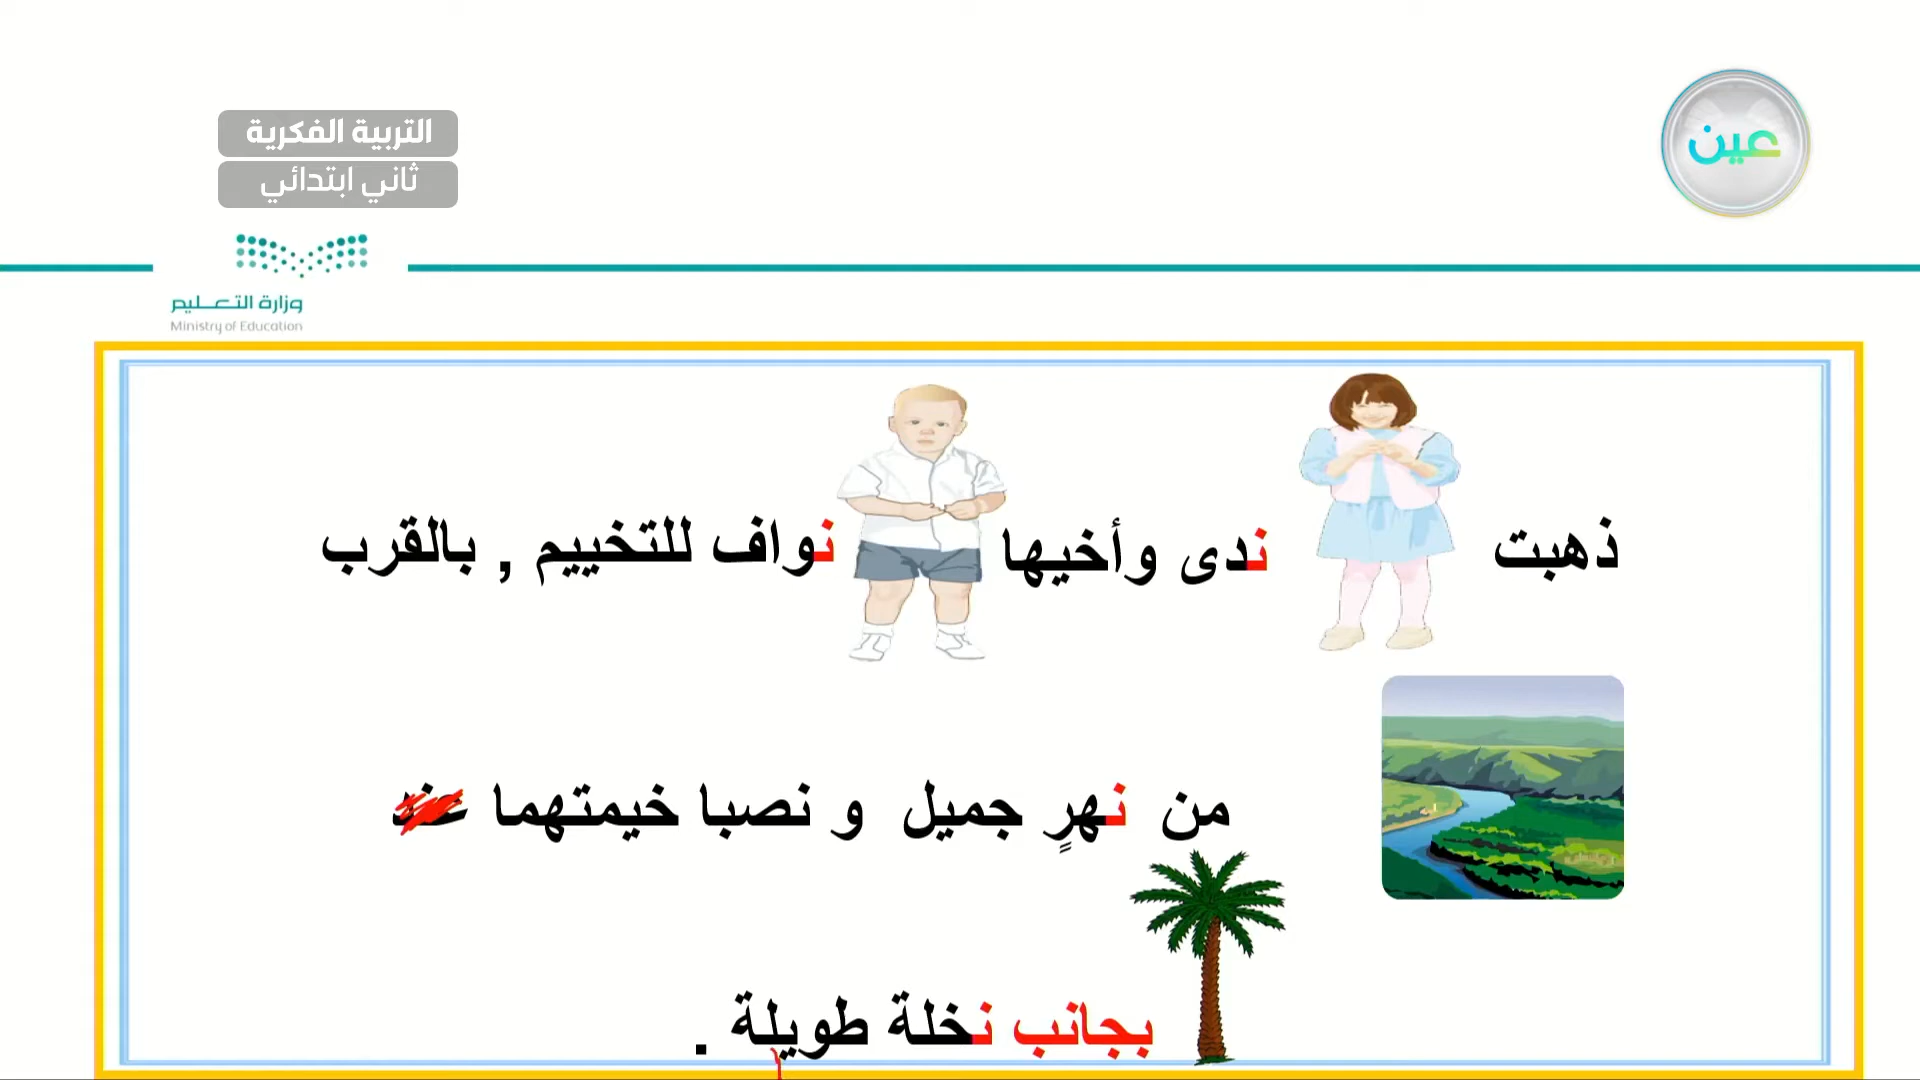 التربية الفكرية
ثاني ابتدائي
عين
وزارة التعليم
Ministry of Education
ذهبت ندى وأخيها نواف للتخييم , بالقرب
من نهرٍ جميل و نصبا خيمتهما
بجانب نخلة طويلة .